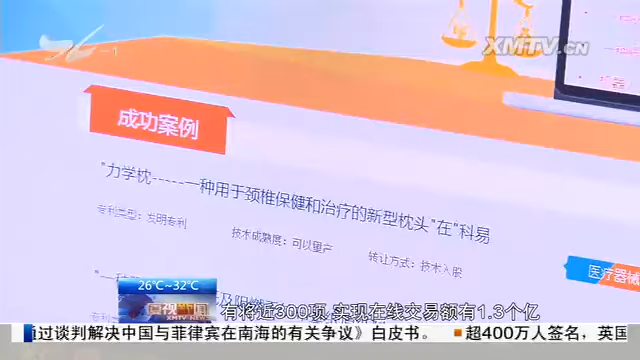 XMTV.CN
成功案例
"力学枕-----一种用于颈椎保健和治疗的新型枕头"在"科易
专利类型：发明专利 技术成熟度：可以量产 转让方式：技术入股
医疗器械
26℃~32℃
有将近300项 实现在线交易额有1.3个亿
通过谈判解决中国与菲律宾在南海的有关争议》白皮书。 ■超400万人签名，英国